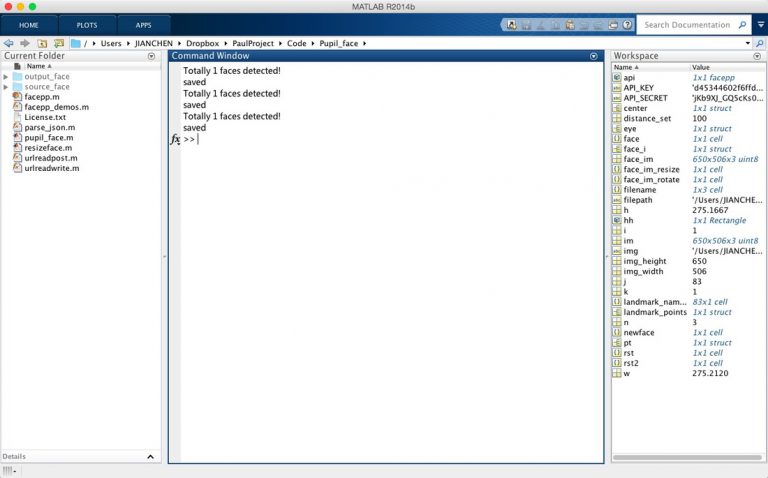 MATLAB R2014b
HOME PLOTS APPS Search Documentation
/ Users JIANCHEN Dropbox PaulProject Code Pupil_face
Current Folder
Name
output_face
source_face
facepp.m
facepp_demos.m
License.txt
parse_json.m
pupil_face.m
resizeface.m
urlreadpost.m
urlreadwrite.m
Details
Command Window
Totally 1 faces detected!
saved
Totally 1 faces detected!
saved
Totally 1 faces detected!
saved
fx >>
Workspace
Name Value
api 1x1 facepp
API_KEY 'd45344602f6ffd...
API_SECRET 'jKb9XJ_GQ5cKs0...
center 1x1 struct
distance_set 100
eye 1x1 struct
face 1x1 cell
face_i 1x1 struct
face_im 650x506x3 uint8
face_im_resize 1x1 cell
face_im_rotate 1x1 cell
filename 1x3 cell
filepath '/Users/JIANCHE...
h 275.1667
hh 1x1 Rectangle
i 1
im 650x506x3 uint8
img '/Users/JIANCHE...
img_height 650
img_width 506
j 83
k 1
landmark_nam... 83x1 cell
landmark_points 1x1 struct
n 3
newface 1x1 cell
pt 1x1 struct
rst 1x1 cell
rst2 1x1 cell
w 275.2120